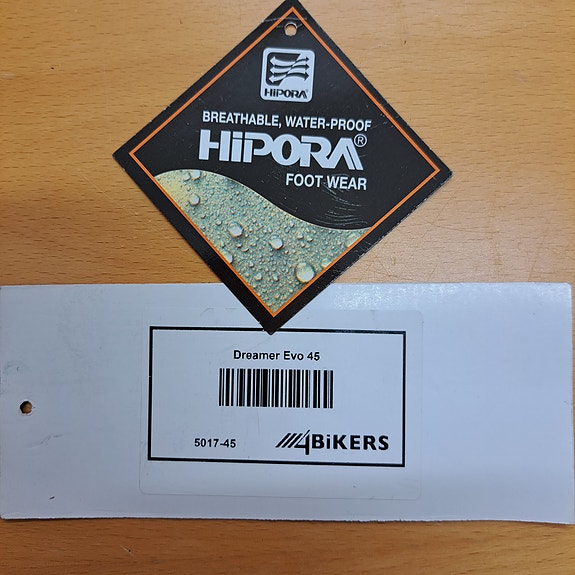 HiPORA
BREATHABLE, WATER-PROOF
HiPORA®
FOOT WEAR
Dreamer Evo 45
5017-45
4BiKERS